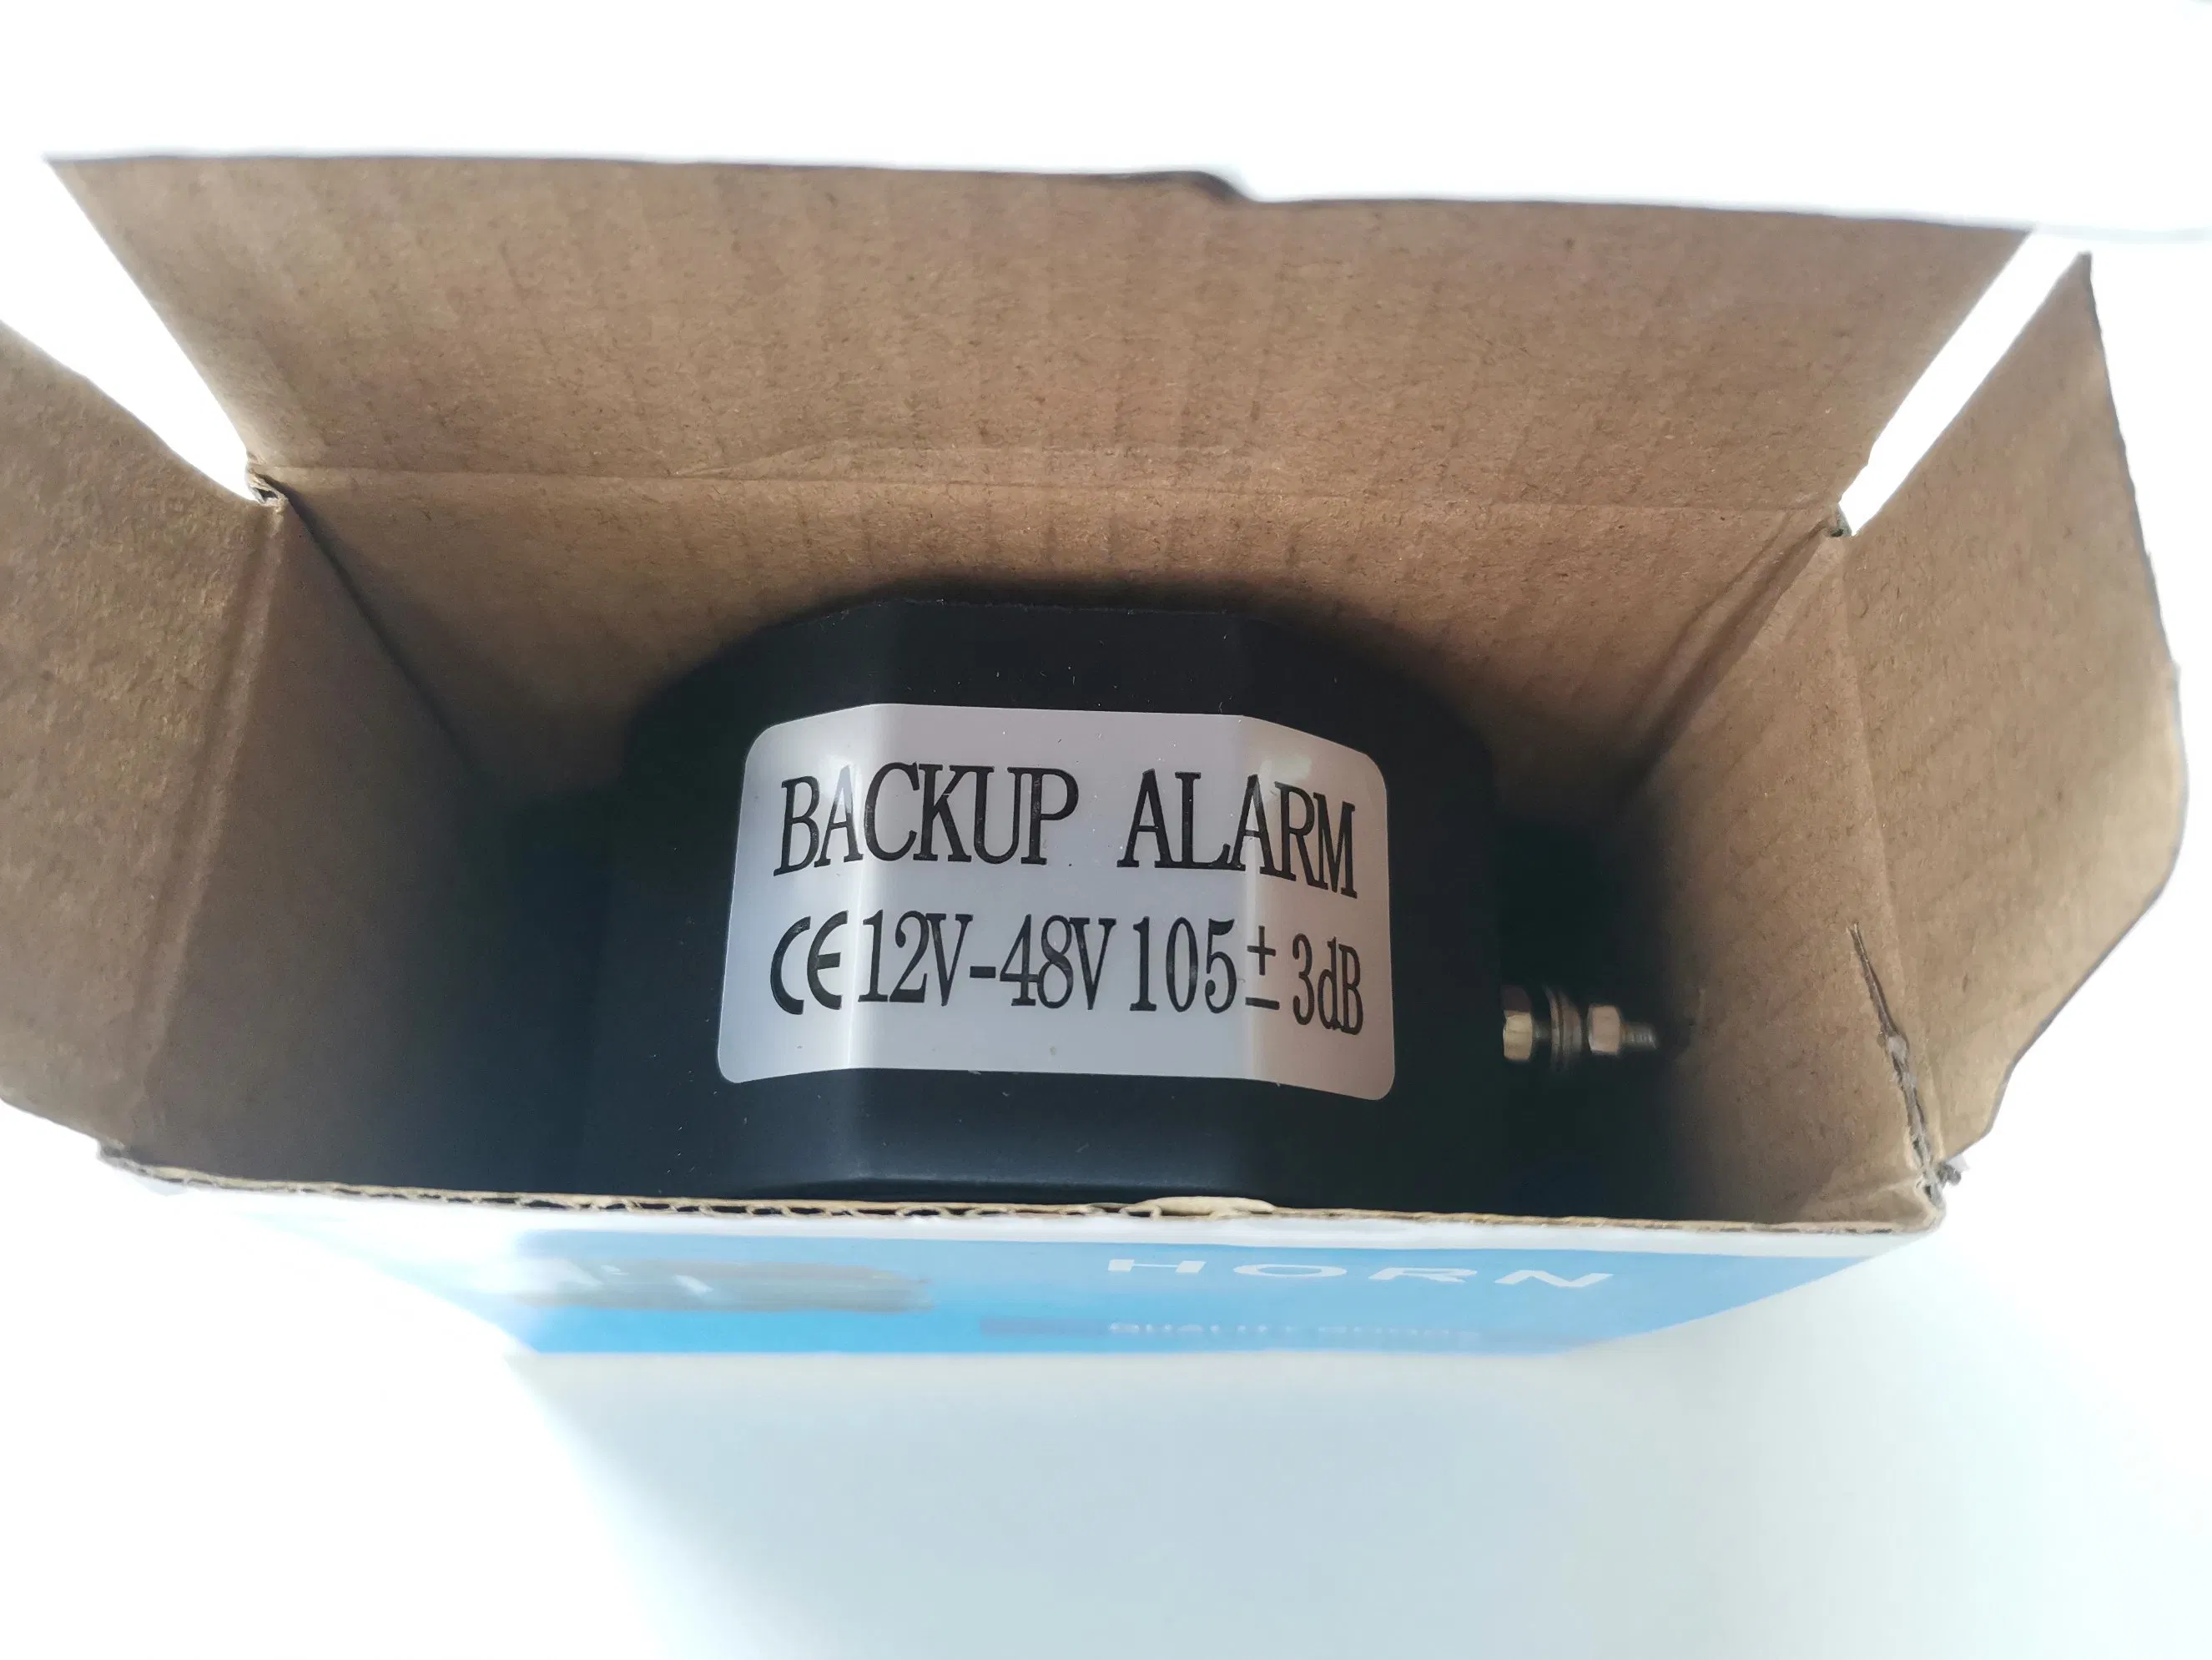 BACKUP ALARM
CE 12V-48V 105±3dB
HORN